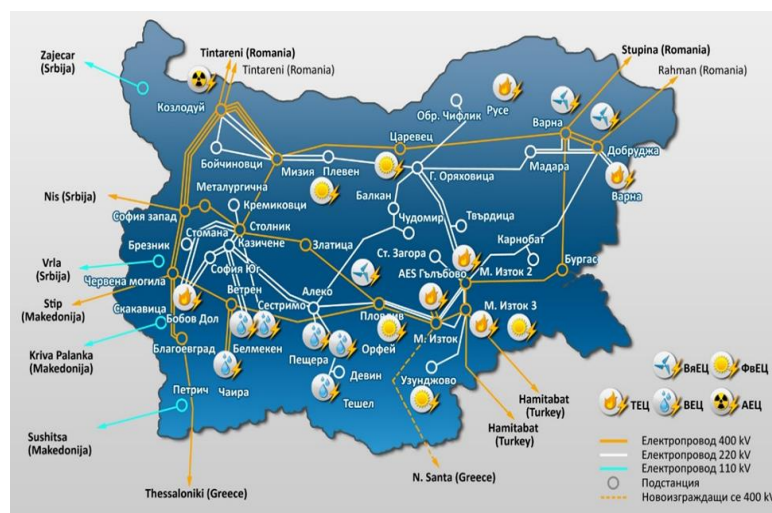 Zajecar
(Srbija)
Tintareni (Romania)
Tintareni (Romania)
Stupina (Romania)
Rahman (Romania)
Козлодуй
Обр. Чифлик
Русе
Варна
Царевец
Добруджа
Бойчиновци
Мизия
Плевен
Г. Оряховица
Мадара
Варна
Металургична
Кремиковци
Балкан
Nis (Srbija)
София запад
Столник
Чудомир
Твърдица
Стомана
Казичене
Златица
Карнобат
Брезник
Ст. Загора
София Юг
AES Гълъбово
М. Изток 2
Бургас
Vrla
(Srbija)
Червена могила
Ветрен
Алеко
Stip
(Makedonija)
Скакавица
Бобов Дол
Сестримо
Пловдив
М. Изток 3
Kriva Palanka
(Makedonija)
Благоевград
Белмекен
Пещера
Орфей
М. Изток
Петрич
Чаира
Девин
Узунджово
Тешел
Hamitabat
(Turkey)
Hamitabat
(Turkey)
Sushitsa
(Makedonija)
N. Santa (Greece)
Thessaloniki (Greece)
ВяЕЦ
ФвЕЦ
ТЕЦ
ВЕЦ
АЕЦ
Електропровод 400 kV
Електропровод 220 kV
Електропровод 110 kV
Подстанция
Новоизграждащи се 400 kV